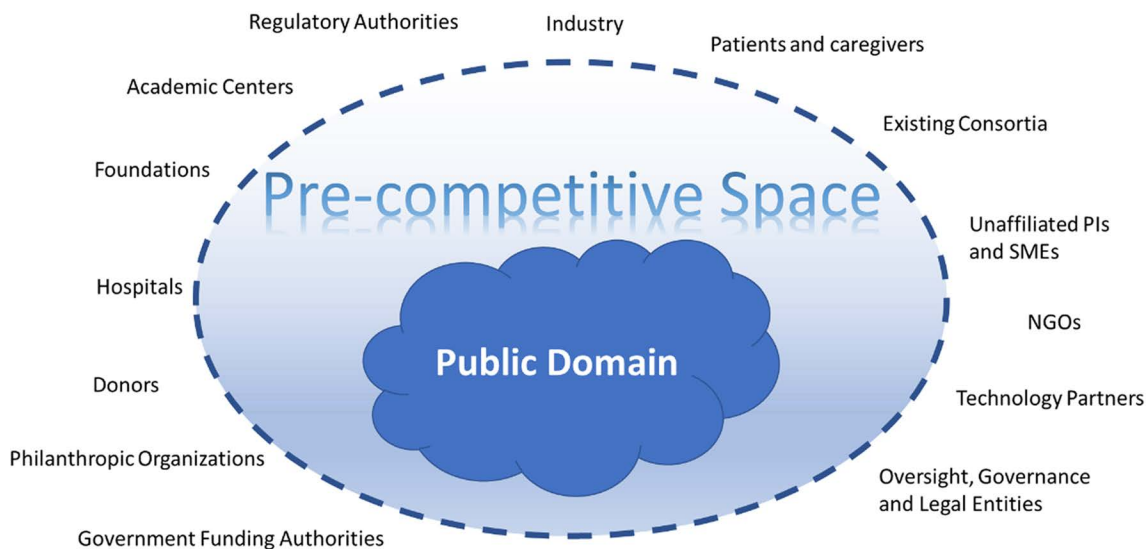 Regulatory Authorities
Industry
Patients and caregivers
Academic Centers
Existing Consortia
Foundations
Pre-competitive Space
Unaffiliated PIs
and SMEs
Hospitals
NGOs
Public Domain
Donors
Technology Partners
Philanthropic Organizations
Oversight, Governance
and Legal Entities
Government Funding Authorities